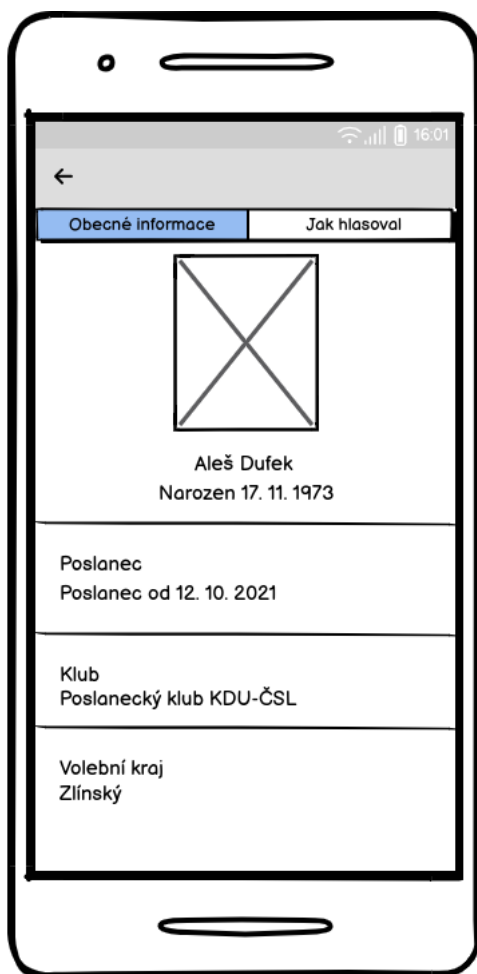 16:01
Obecné informace
Jak hlasoval
Aleš Dufek
Narozen 17. 11. 1973
Poslanec
Poslanec od 12. 10. 2021
Klub
Poslanecký klub KDU-ČSL
Volební kraj
Zlínský